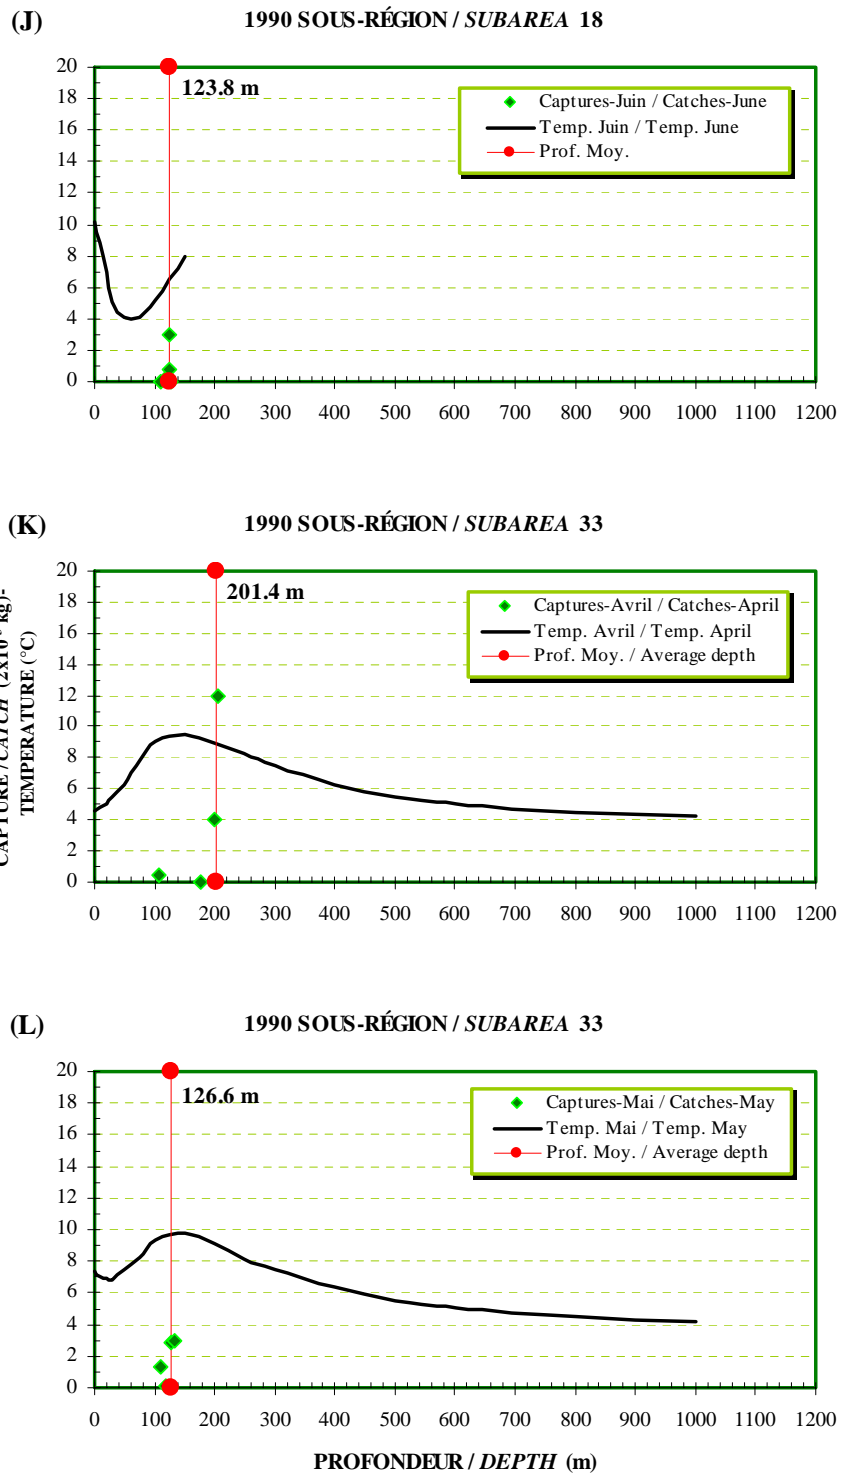 (J)
1990 SOUS-RÉGION / SUBAREA 18
20
18
16
14
12
10
8
6
4
2
0
123.8 m
Captures-Juin / Catches-June
Temp. Juin / Temp. June
Prof. Moy.
0 100 200 300 400 500 600 700 800 900 1000 1100 1200
(K)
1990 SOUS-RÉGION / SUBAREA 33
TEMPERATURE (°C)
20
18
16
14
12
10
8
6
4
2
0
201.4 m
Captures-Avril / Catches-April
Temp. Avril / Temp. April
Prof. Moy. / Average depth
0 100 200 300 400 500 600 700 800 900 1000 1100 1200
(L)
1990 SOUS-RÉGION / SUBAREA 33
20
18
16
14
12
10
8
6
4
2
0
126.6 m
Captures-Mai / Catches-May
Temp. Mai / Temp. May
Prof. Moy. / Average depth
0 100 200 300 400 500 600 700 800 900 1000 1100 1200
PROFONDEUR / DEPTH (m)